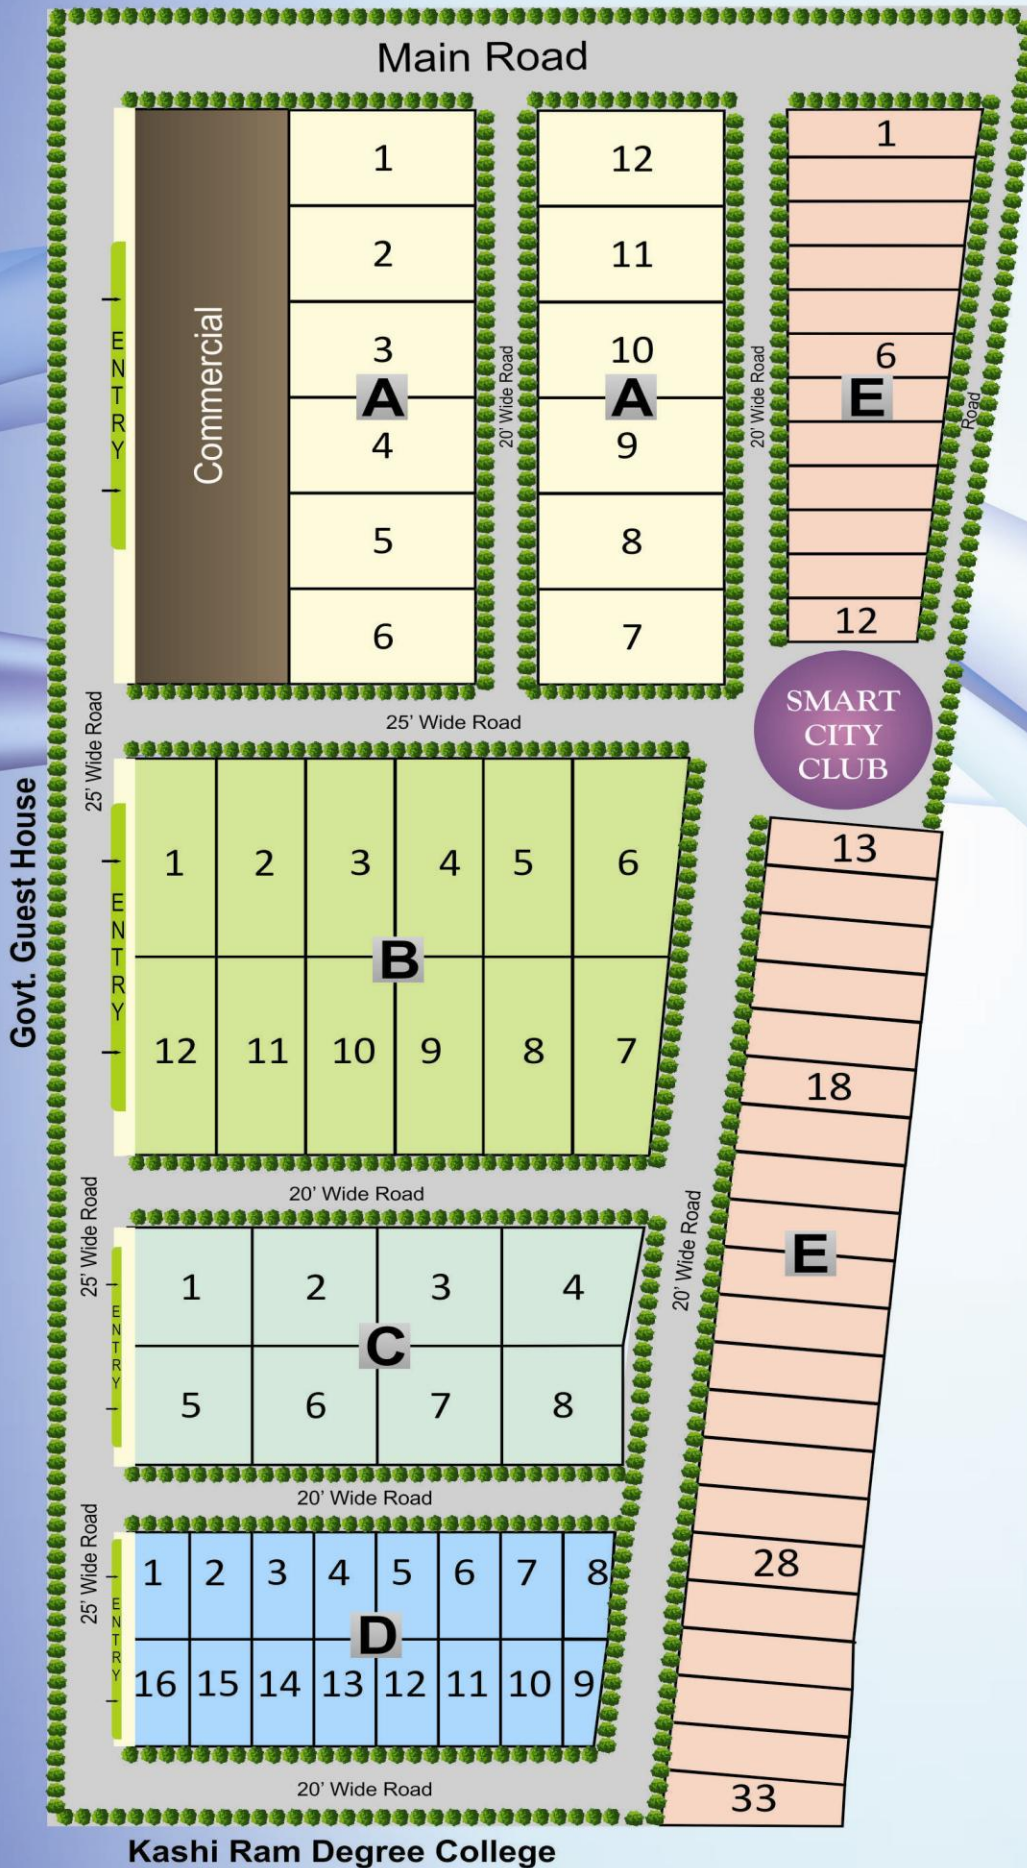 Main Road
ENTRY
Commercial
1
2
3
A
4
5
6
20' Wide Road
12
11
10
A
9
8
7
20' Wide Road
1
6
E
12
Road
SMART
CITY
CLUB
25' Wide Road
25' Wide Road
Govt. Guest House
ENTRY
1 2 3 4 5 6
B
12 11 10 9 8 7
20' Wide Road
25' Wide Road
20' Wide Road
ENTRY
1 2 3 4
C
5 6 7 8
20' Wide Road
25' Wide Road
ENTRY
1 2 3 4 5 6 7 8
D
16 15 14 13 12 11 10 9
20' Wide Road
13
18
E
28
33
Kashi Ram Degree College